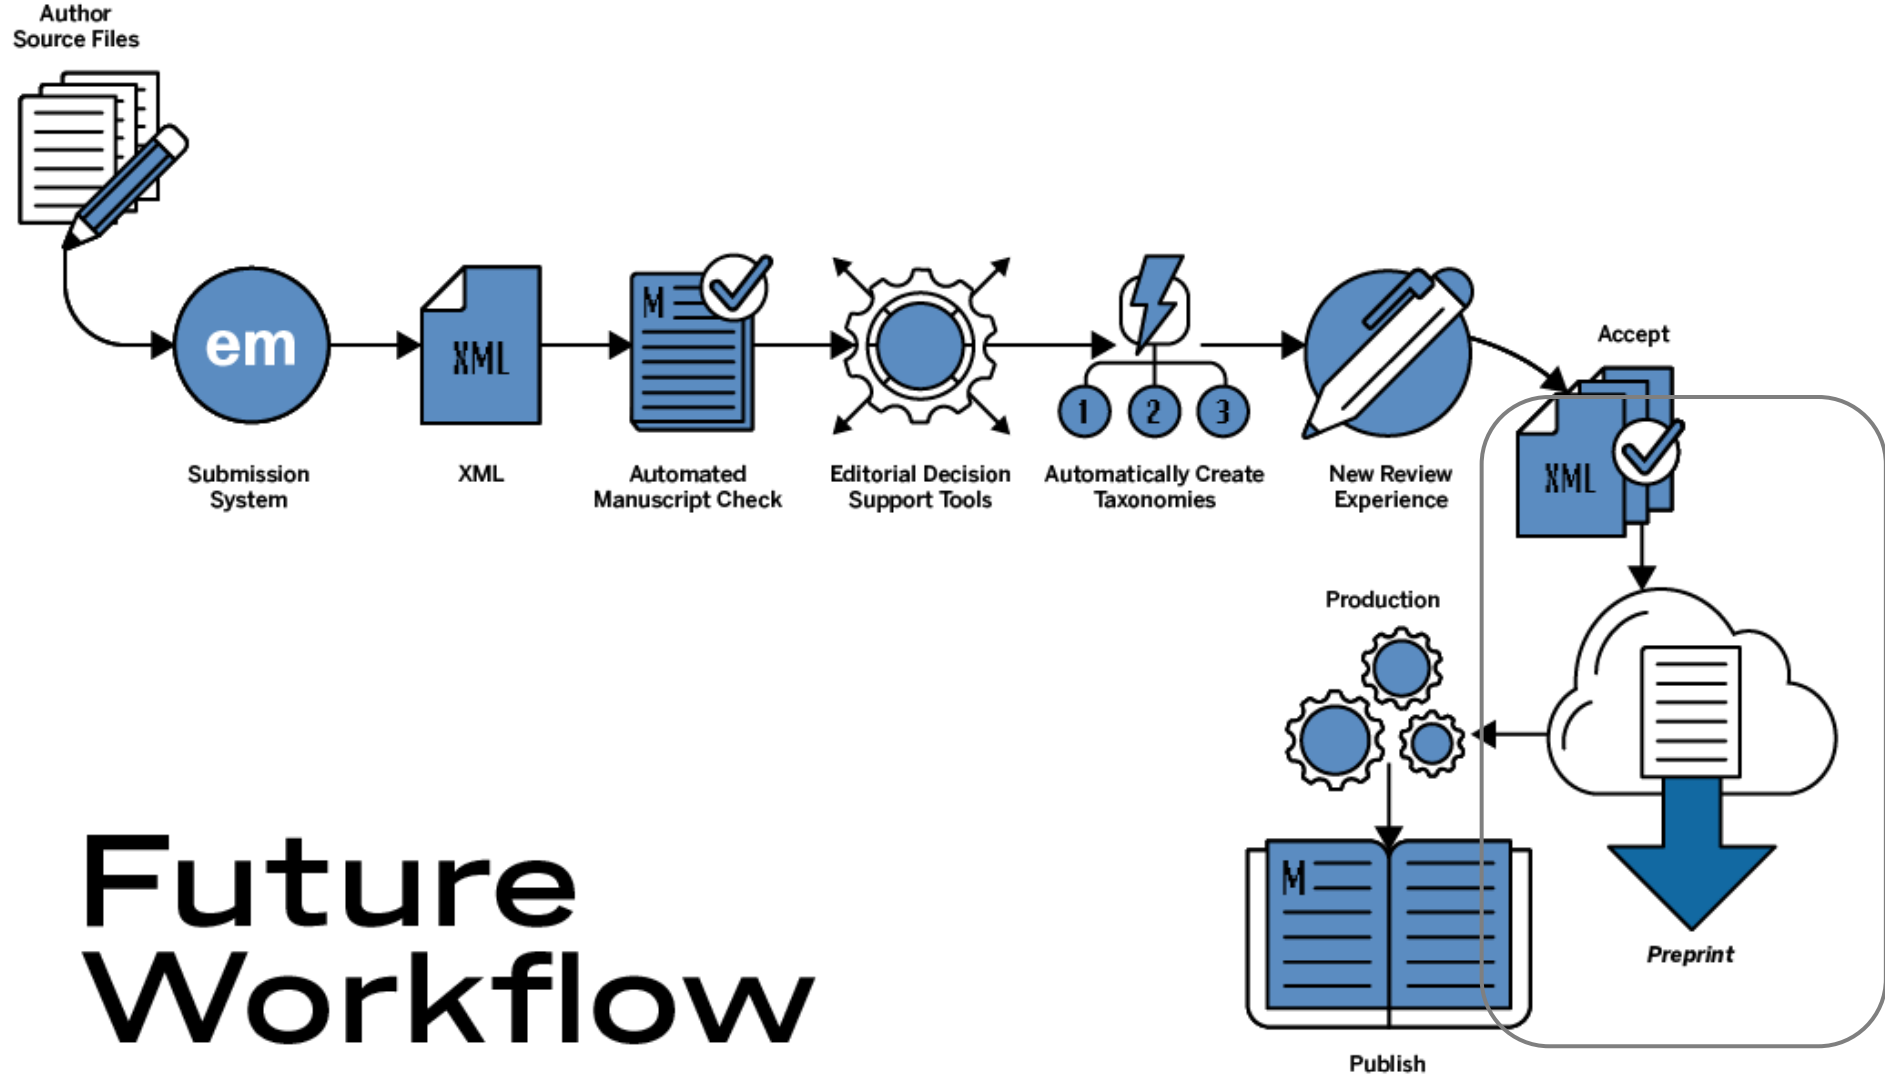 Author
Source Files
em
XML
M
1
2
3
Submission
System
XML
Automated
Manuscript Check
Editorial Decision
Support Tools
Automatically Create
Taxonomies
New Review
Experience
Accept
XML
Production
M
Preprint
Publish
Future
Workflow